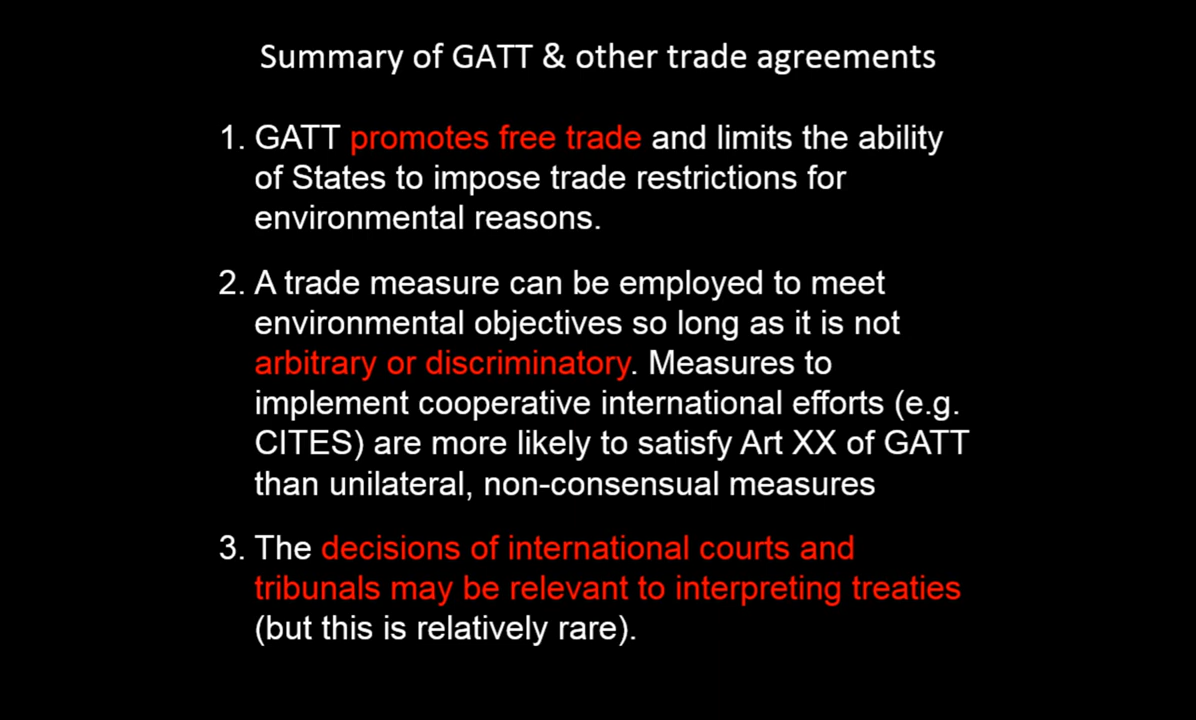 Summary of GATT & other trade agreements
1. GATT promotes free trade and limits the ability
of States to impose trade restrictions for
environmental reasons.
2. A trade measure can be employed to meet
environmental objectives so long as it is not
arbitrary or discriminatory. Measures to
implement cooperative international efforts (e.g.
CITES) are more likely to satisfy Art XX of GATT
than unilateral, non-consensual measures
3. The decisions of international courts and
tribunals may be relevant to interpreting treaties
(but this is relatively rare).